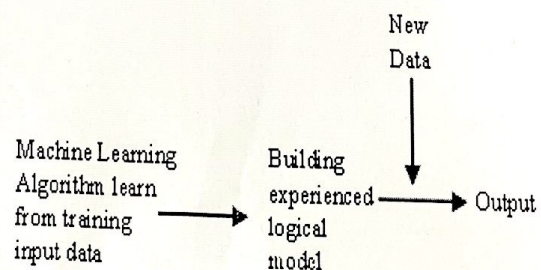 New
Data
Machine Learning
Algorithm learn
from training
input data
Building
experienced
logical
model
Output